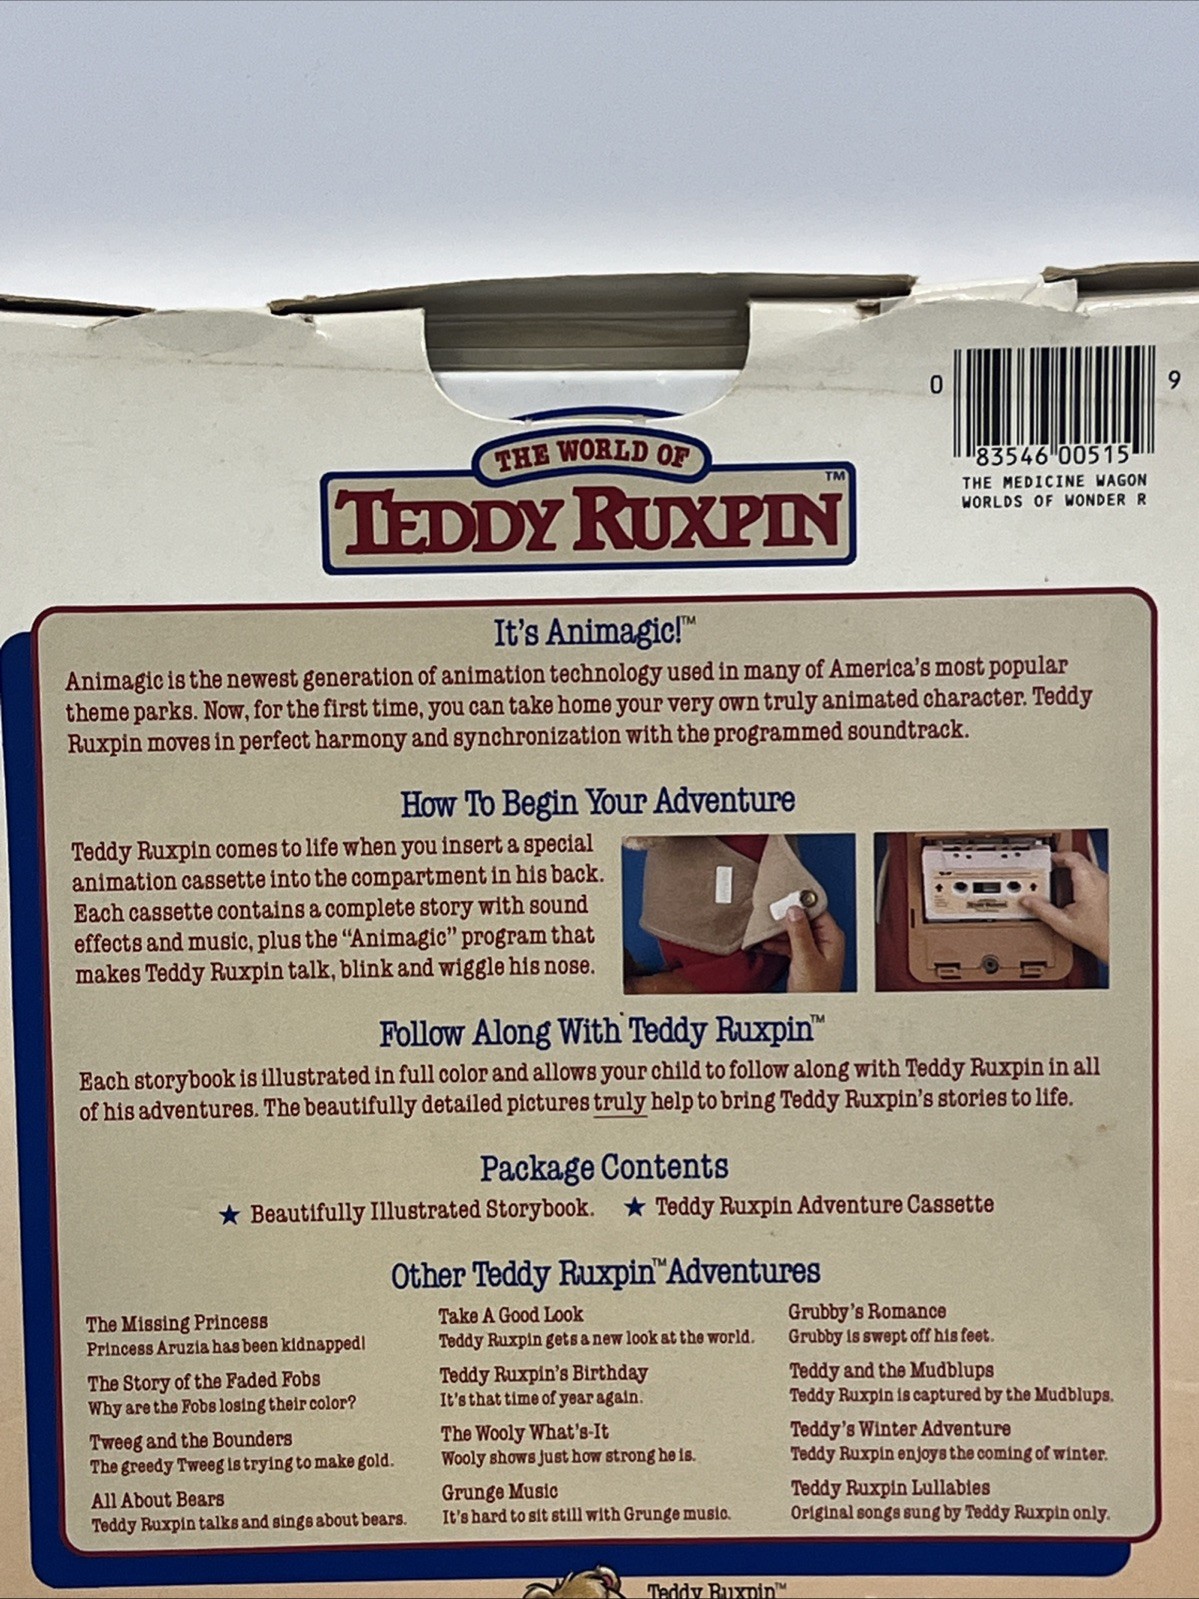 0 83546 00515 9
THE MEDICINE WAGON
WORLDS OF WONDER R
THE WORLD OF
TEDDY RUXPIN™
It's Animagic!™
Animagic is the newest generation of animation technology used in many of America's most popular
theme parks. Now, for the first time, you can take home your very own truly animated character. Teddy
Ruxpin moves in perfect harmony and synchronization with the programmed soundtrack.
How To Begin Your Adventure
Teddy Ruxpin comes to life when you insert a special
animation cassette into the compartment in his back.
Each cassette contains a complete story with sound
effects and music, plus the “Animagic” program that
makes Teddy Ruxpin talk, blink and wiggle his nose.
Follow Along With Teddy Ruxpin™
Each storybook is illustrated in full color and allows your child to follow along with Teddy Ruxpin in all
of his adventures. The beautifully detailed pictures truly help to bring Teddy Ruxpin's stories to life.
Package Contents
★ Beautifully Illustrated Storybook. ★ Teddy Ruxpin Adventure Cassette
Other Teddy Ruxpin™ Adventures
The Missing Princess
Princess Aruzia has been kidnapped!
The Story of the Faded Fobs
Why are the Fobs losing their color?
Tweeg and the Bounders
The greedy Tweeg is trying to make gold.
All About Bears
Teddy Ruxpin talks and sings about bears.
Take A Good Look
Teddy Ruxpin gets a new look at the world.
Teddy Ruxpin's Birthday
It's that time of year again.
The Wooly What's-It
Wooly shows just how strong he is.
Grunge Music
It's hard to sit still with Grunge music.
Grubby's Romance
Grubby is swept off his feet.
Teddy and the Mudblups
Teddy Ruxpin is captured by the Mudblups.
Teddy's Winter Adventure
Teddy Ruxpin enjoys the coming of winter.
Teddy Ruxpin Lullabies
Original songs sung by Teddy Ruxpin only.
Teddy Ruxpin™